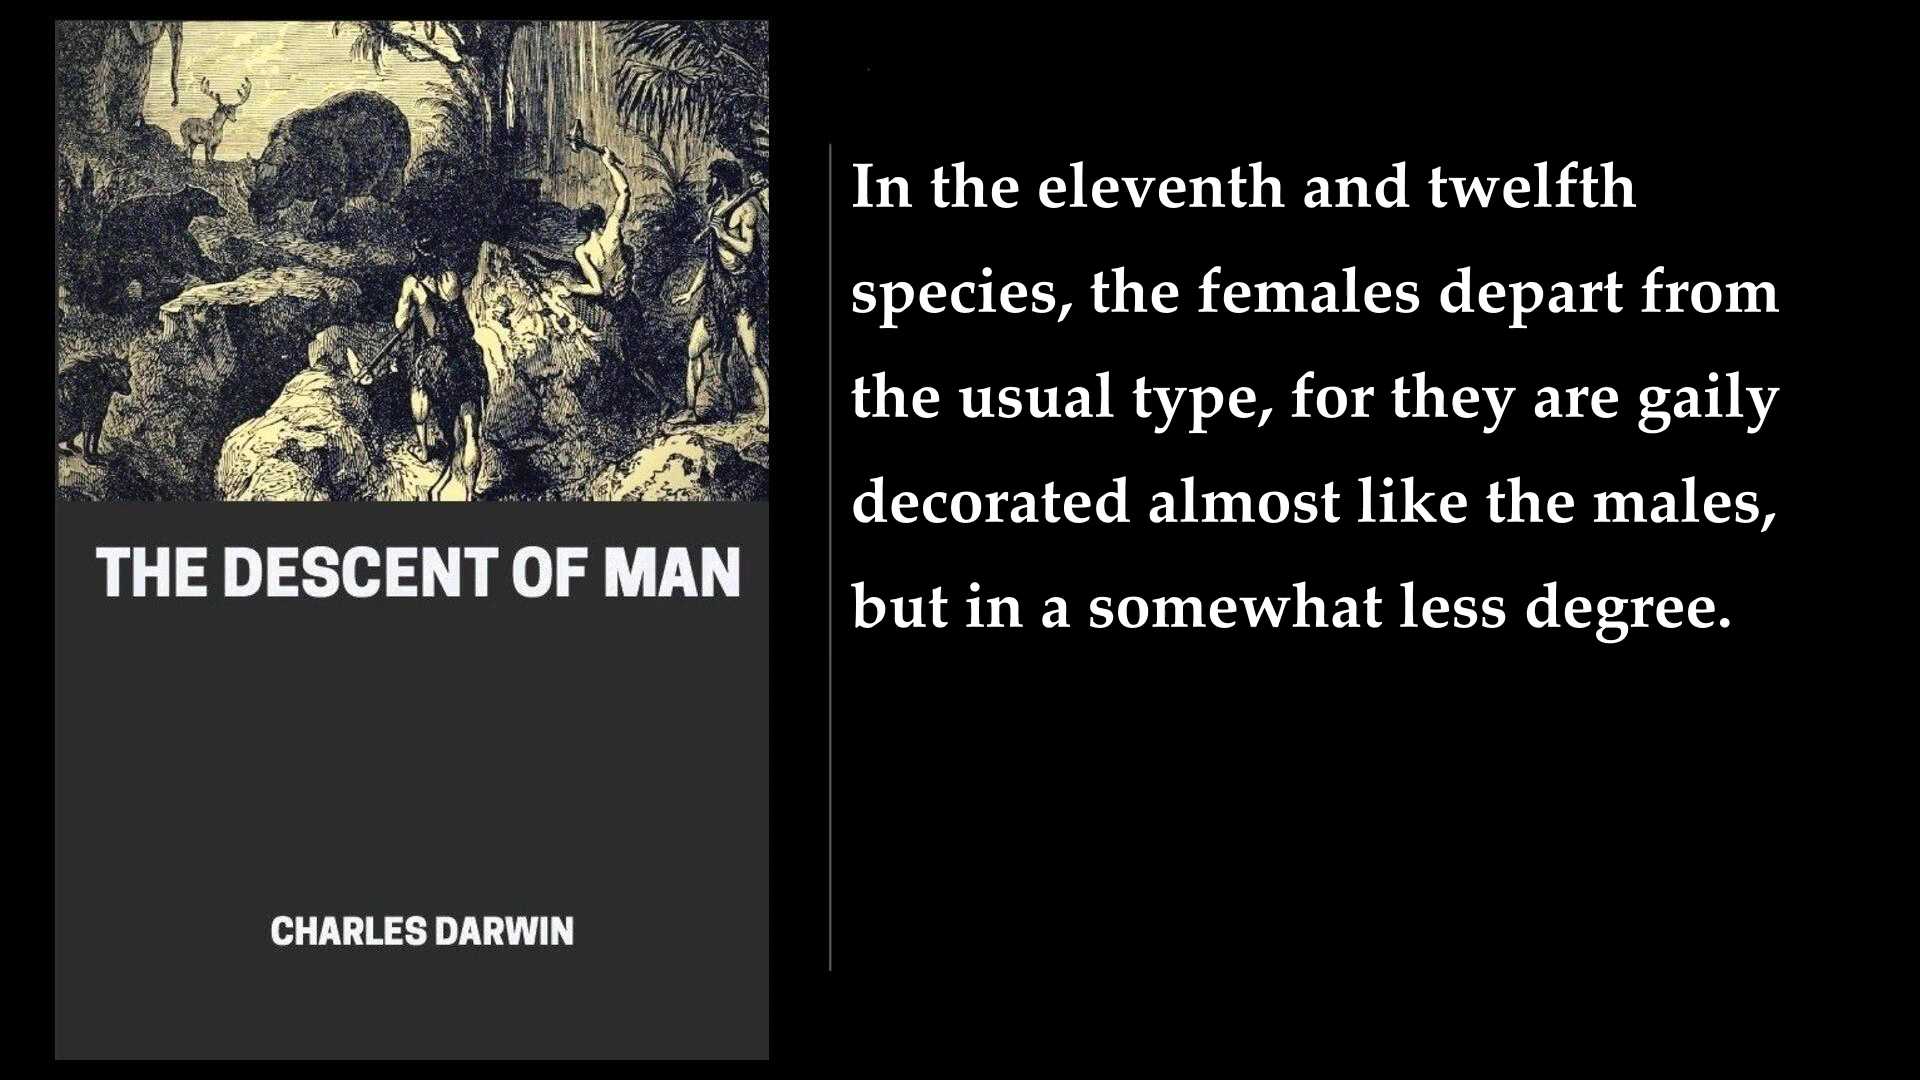 THE DESCENT OF MAN
CHARLES DARWIN
In the eleventh and twelfth
species, the females depart from
the usual type, for they are gaily
decorated almost like the males,
but in a somewhat less degree.